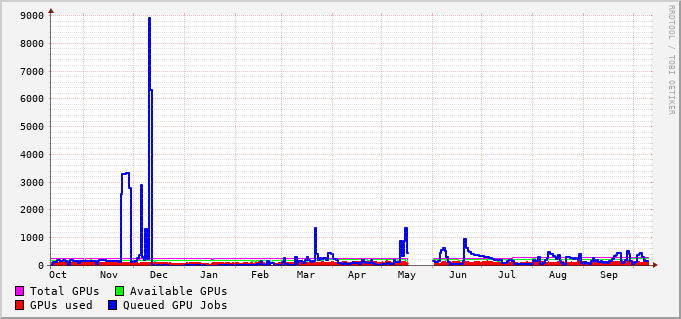 9000
8000
7000
6000
5000
4000
3000
2000
1000
0
Oct Nov Dec Jan Feb Mar Apr May Jun Jul Aug Sep
Total GPUs Available GPUs
GPUs used Queued GPU Jobs
RRDTOOL / TOBI OETIKER